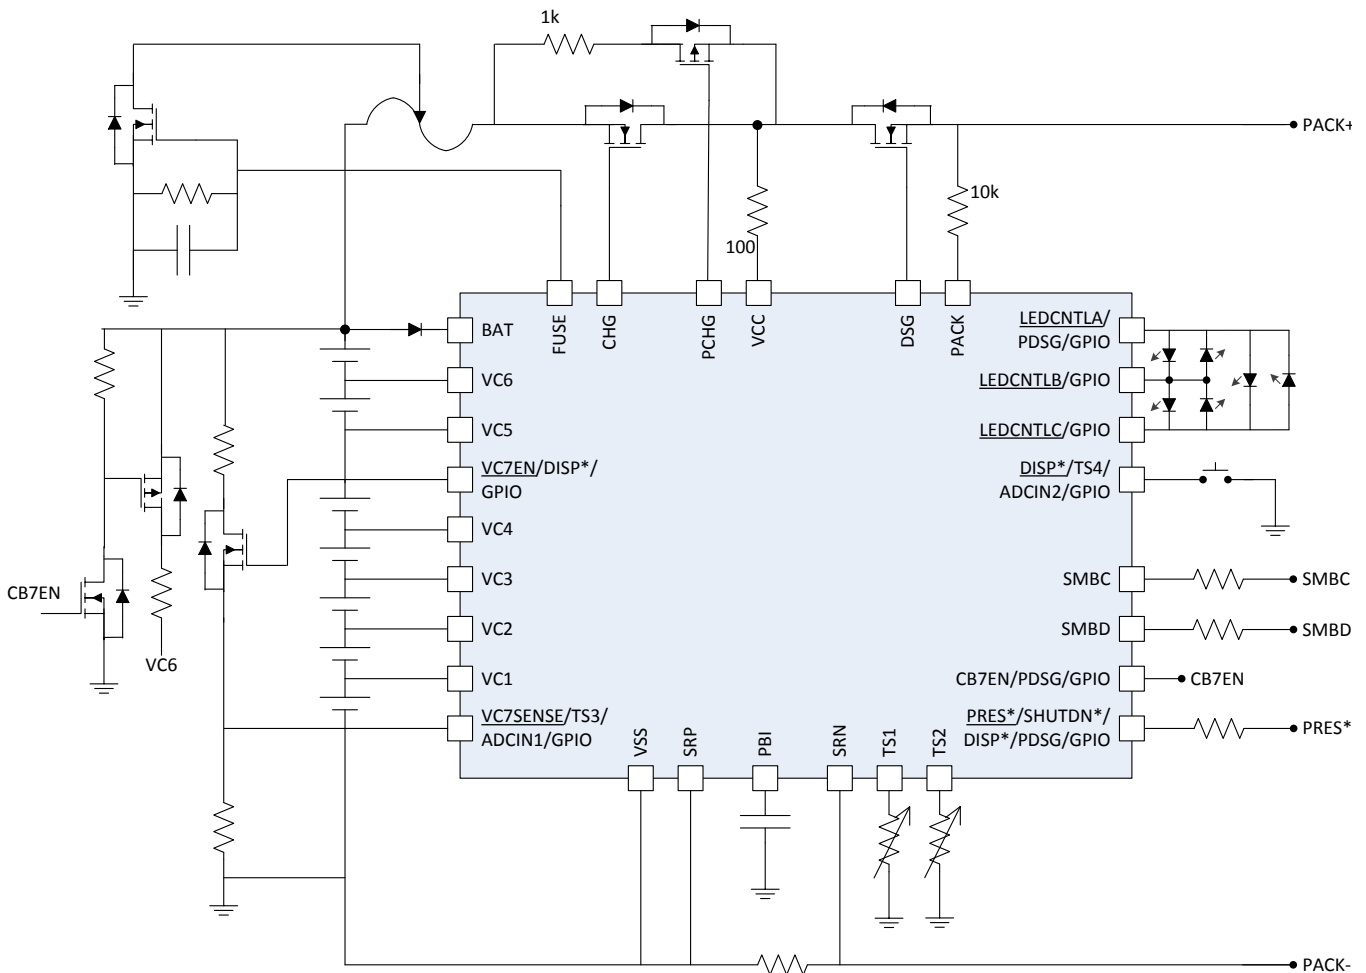 1k
PACK+
10k
100
FUSE
CHG
PCHG
VCC
DSG
PACK
BAT
VC6
VC5
VC7EN/DISP*/
GPIO
VC4
VC3
VC2
VC1
VC7SENSE/TS3/
ADCIN1/GPIO
LEDCNTLA/
PDSG/GPIO
LEDCNTLB/GPIO
LEDCNTLC/GPIO
DISP*/TS4/
ADCIN2/GPIO
SMBC
SMBC
SMBD
SMBD
CB7EN/PDSG/GPIO
CB7EN
PRES*/SHUTDN*/
DISP*/PDSG/GPIO
PRES*
CB7EN
VC6
VSS
SRP
PBI
SRN
TS1
TS2
PACK-